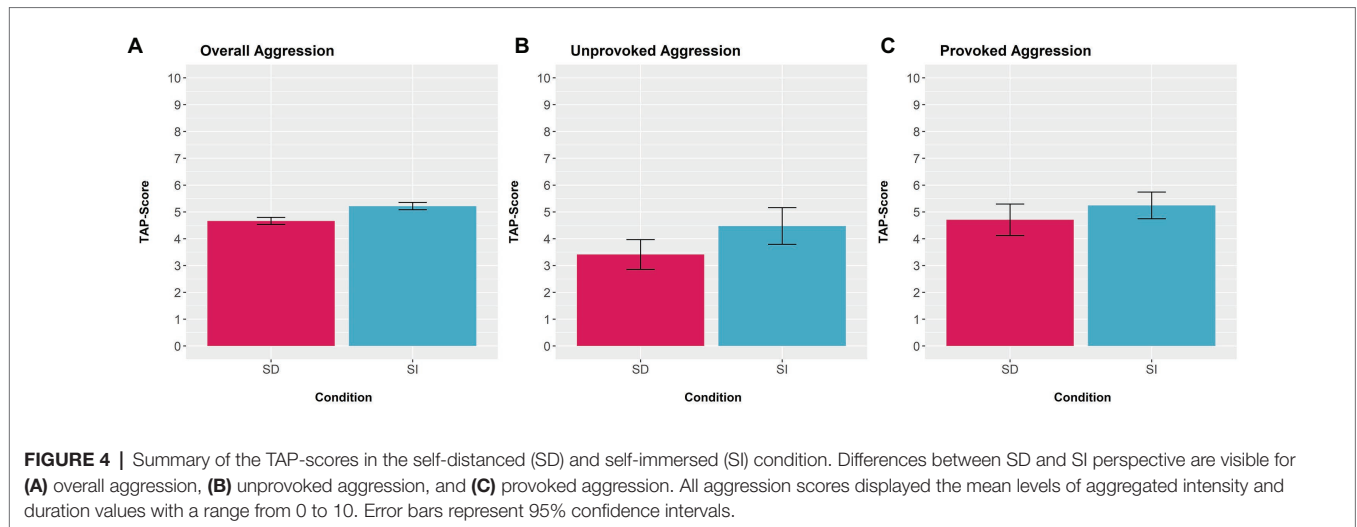 A Overall Aggression
10
9
8
7
6
5
4
3
2
1
0
TAP-Score
SD SI
Condition
B Unprovoked Aggression
10
9
8
7
6
5
4
3
2
1
0
TAP-Score
SD SI
Condition
C Provoked Aggression
10
9
8
7
6
5
4
3
2
1
0
TAP-Score
SD SI
Condition
FIGURE 4 | Summary of the TAP-scores in the self-distanced (SD) and self-immersed (SI) condition. Differences between SD and SI perspective are visible for
(A) overall aggression, (B) unprovoked aggression, and (C) provoked aggression. All aggression scores displayed the mean levels of aggregated intensity and
duration values with a range from 0 to 10. Error bars represent 95% confidence intervals.